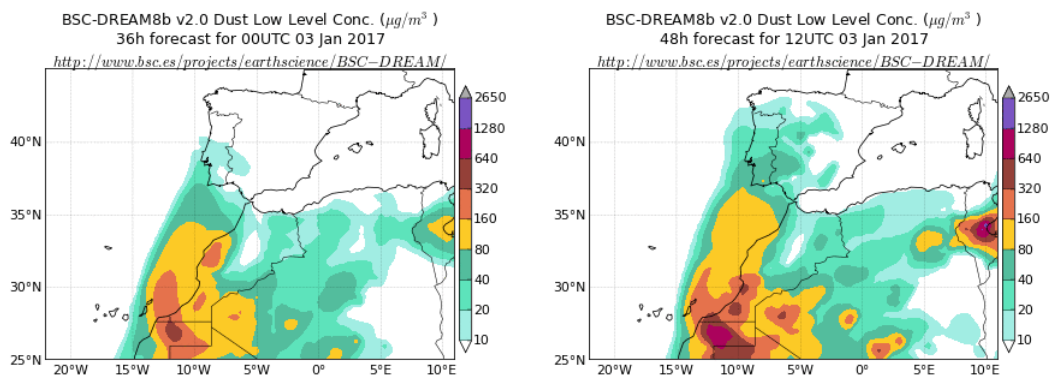 BSC-DREAM8b v2.0 Dust Low Level Conc. (μg/m³ )
36h forecast for 00UTC 03 Jan 2017
http://www.bsc.es/projects/earthscience/BSC−DREAM/
40°N
35°N
30°N
25°N
20°W
15°W
10°W
5°W
0°E
5°E
10°E
2650
1280
640
320
160
80
40
20
10
BSC-DREAM8b v2.0 Dust Low Level Conc. (μg/m³ )
48h forecast for 12UTC 03 Jan 2017
http://www.bsc.es/projects/earthscience/BSC−DREAM/
40°N
35°N
30°N
25°N
20°W
15°W
10°W
5°W
0°E
5°E
10°E
2650
1280
640
320
160
80
40
20
10